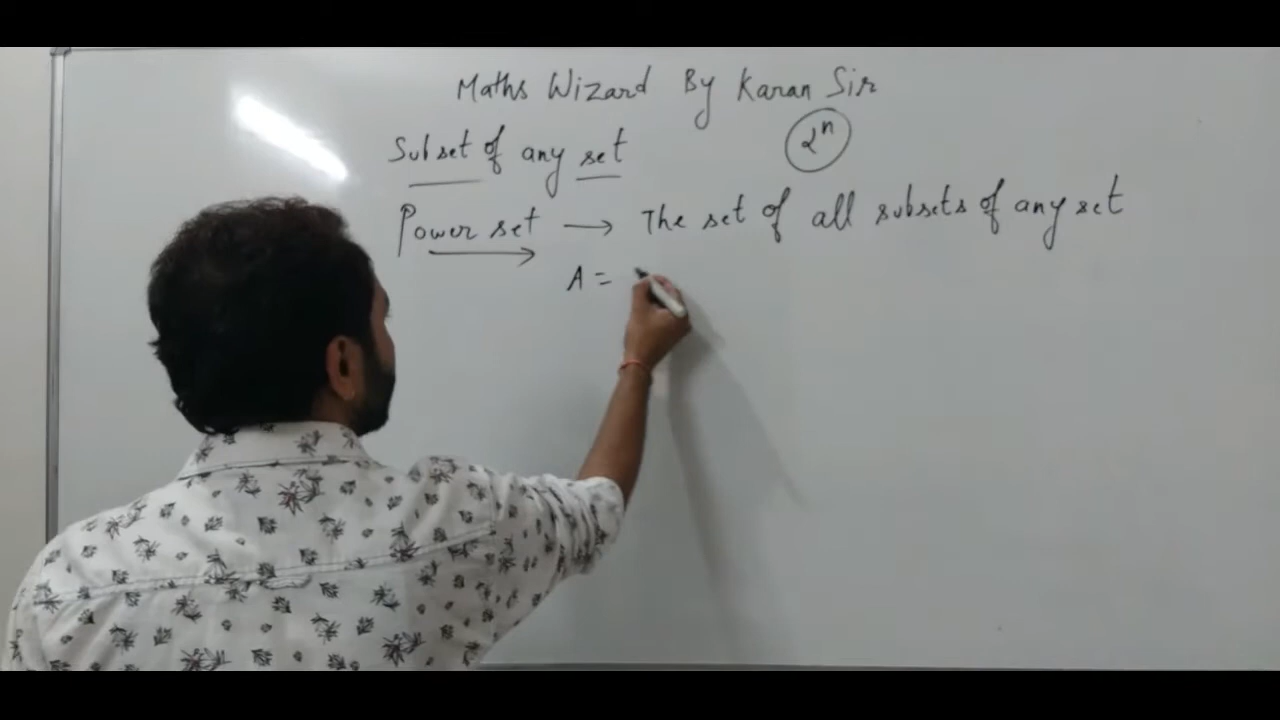 Maths Wizard By Karan Sir
2ⁿ
Subset of any set
Power set → The set of all subsets of any set
A =